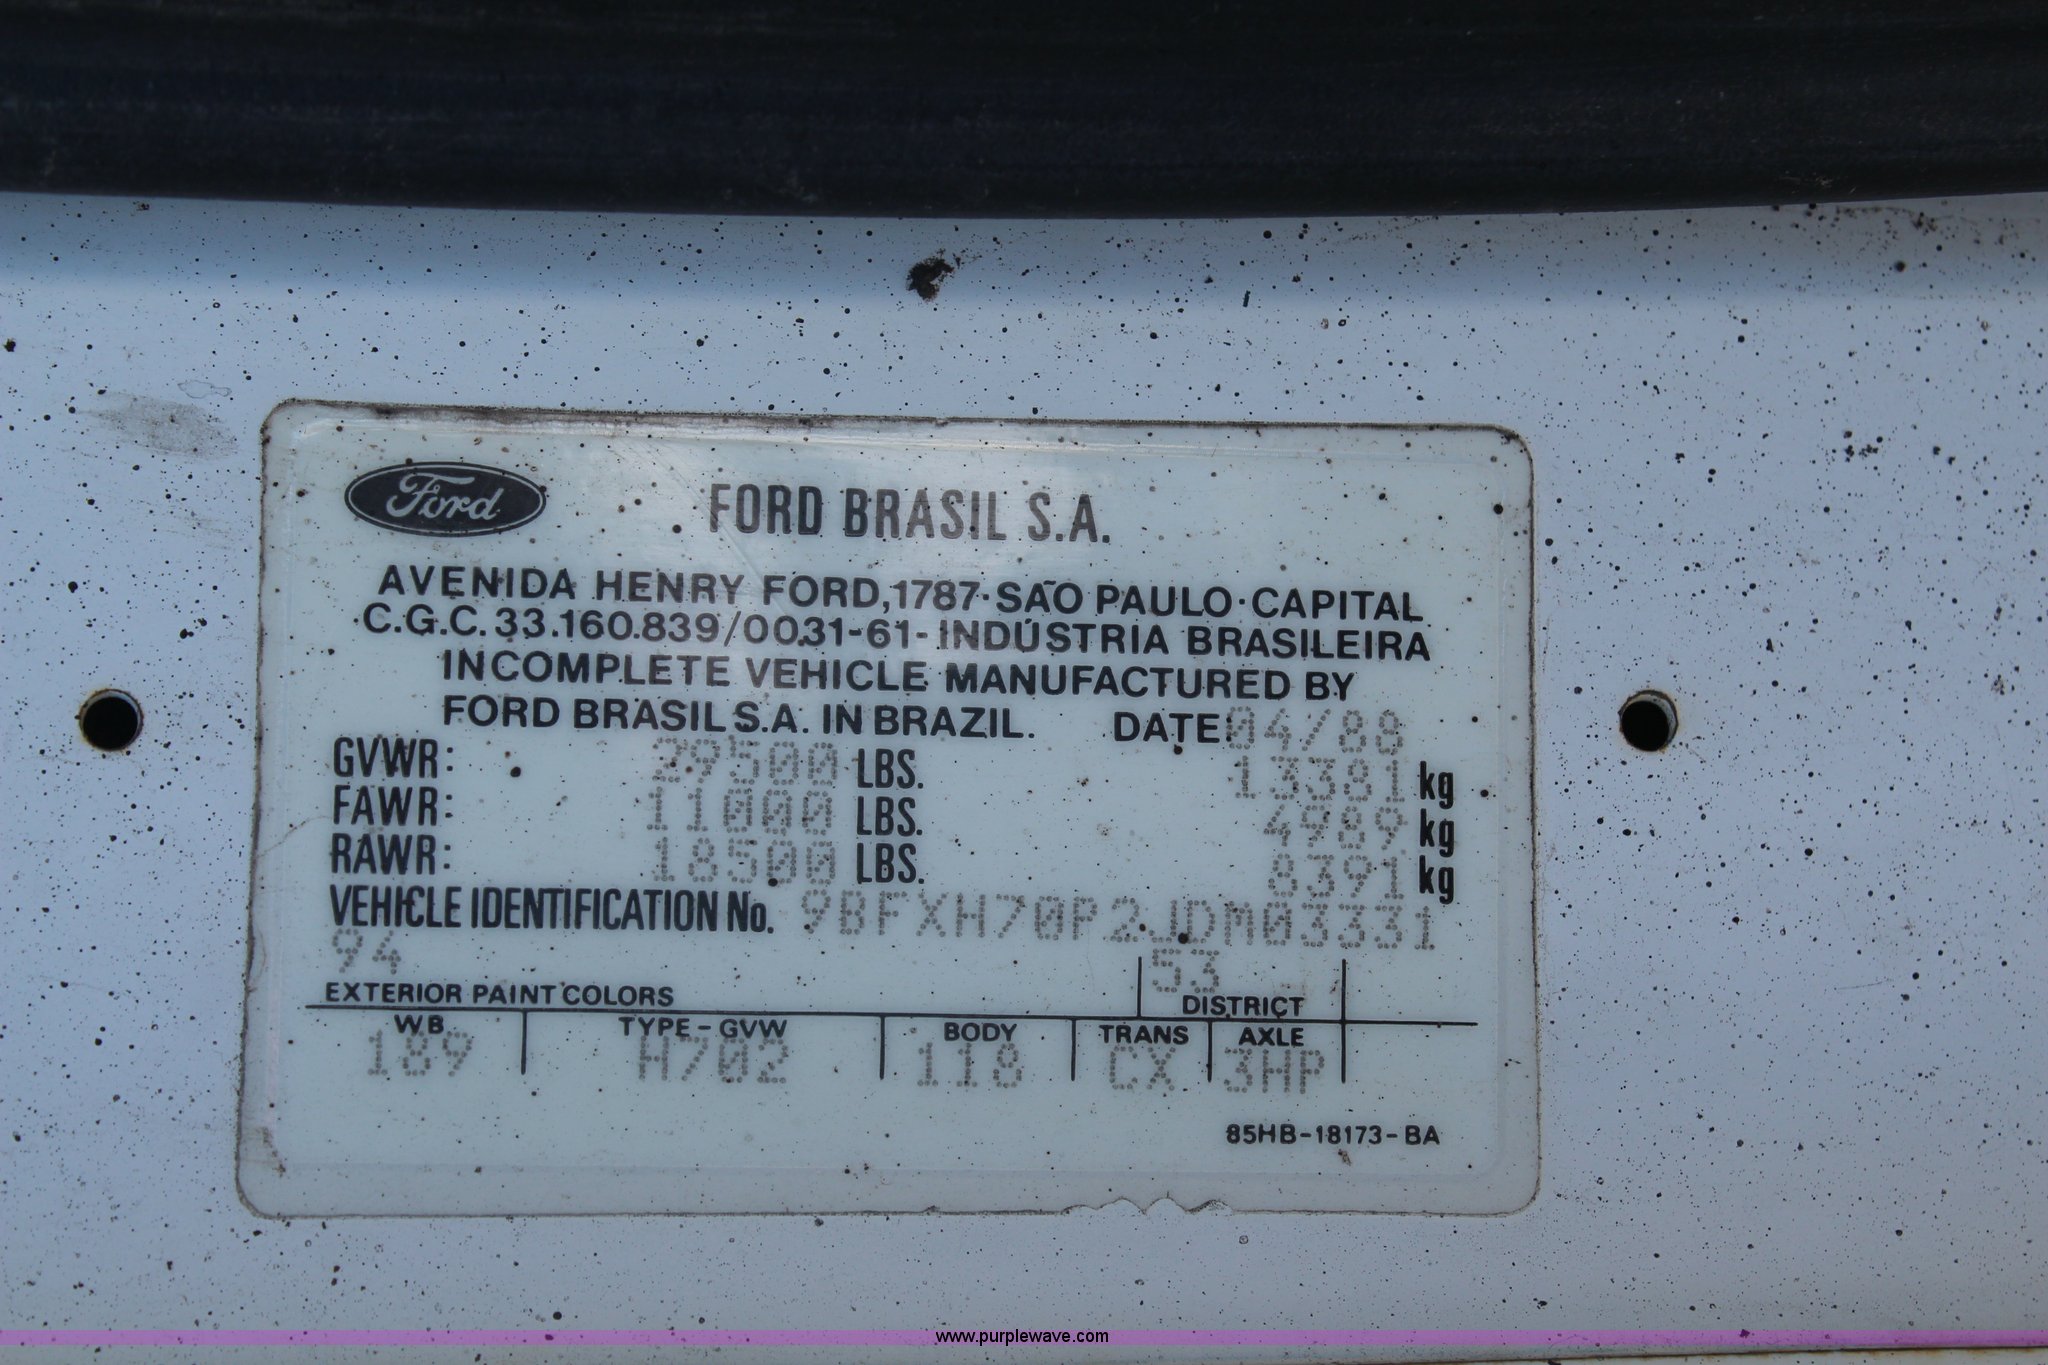 Ford
FORD BRASIL S.A.
AVENIDA HENRY FORD, 1787 · SÃO PAULO · CAPITAL
C.G.C. 33.160.839/0031-61 - INDÚSTRIA BRASILEIRA
INCOMPLETE VEHICLE MANUFACTURED BY
FORD BRASIL S.A. IN BRAZIL. DATE: 04/88
GVWR: 29500 LBS. 13381 kg
FAWR: 11000 LBS. 4989 kg
RAWR: 18500 LBS. 8391 kg
VEHICLE IDENTIFICATION No. 9BFXH70P2JDM03331
94 53
EXTERIOR PAINT COLORS DISTRICT
WB TYPE-GVW BODY TRANS AXLE
189 H702 118 CX 3HP
85HB-18173-BA
www.purplewave.com